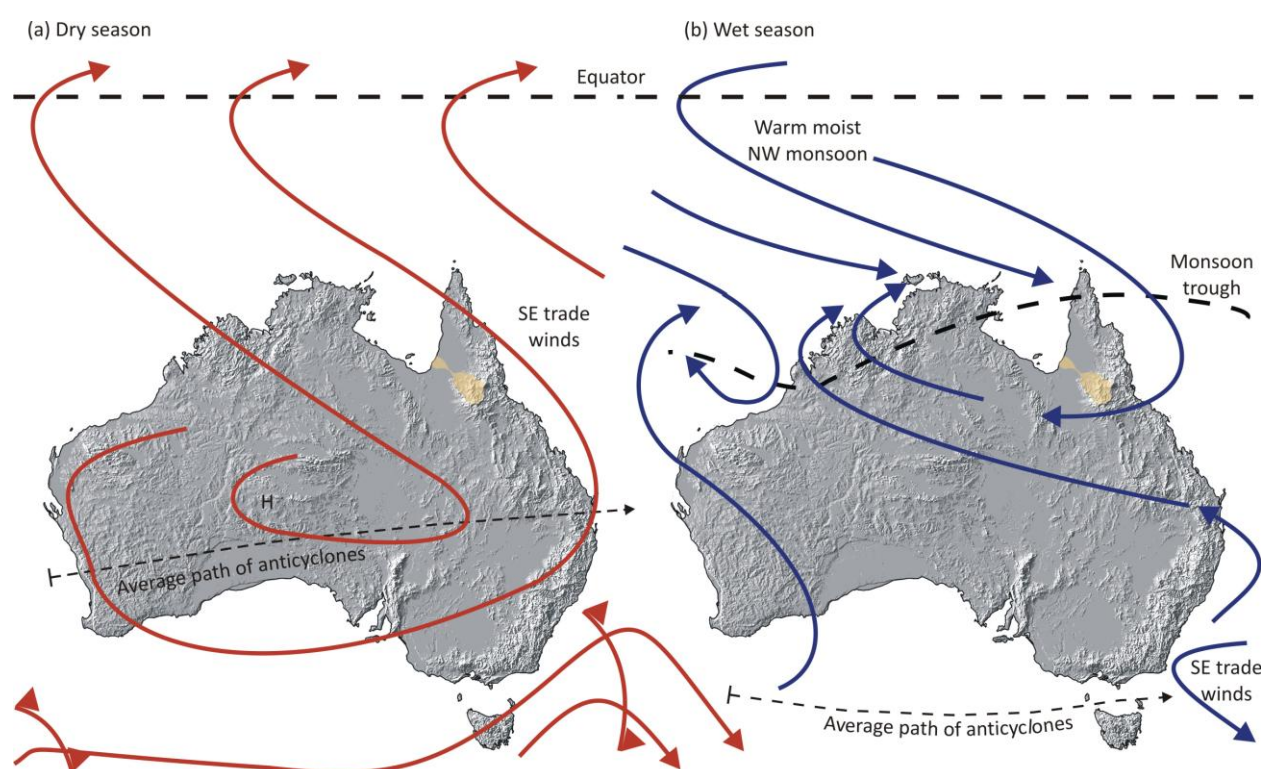 (a) Dry season
(b) Wet season
Equator
Warm moist
NW monsoon
Monsoon
trough
SE trade
winds
H
Average path of anticyclones
SE trade
winds
Average path of anticyclones